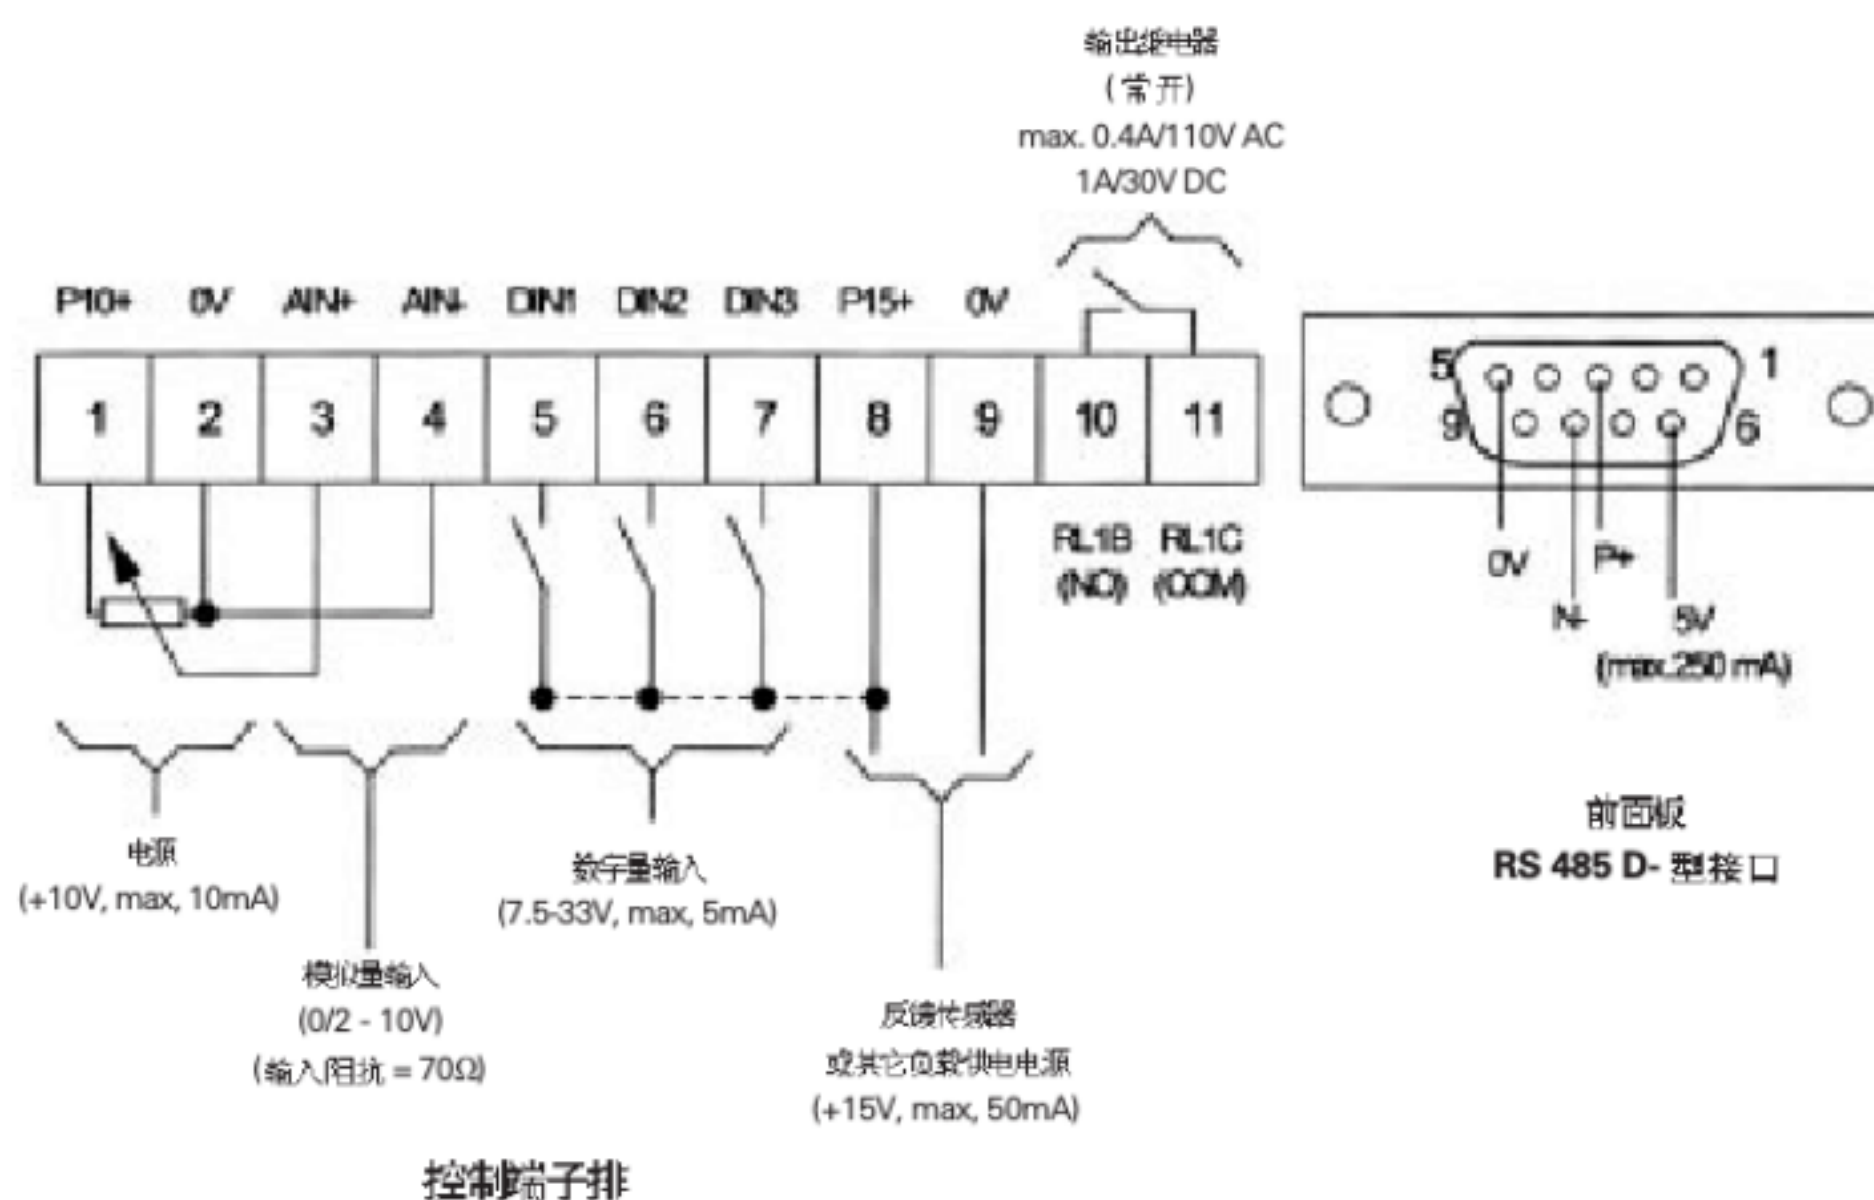 输出继电器
(常开)
max. 0.4A/110V AC
1A/30V DC
P10+ 0V AIN+ AIN- DIN1 DIN2 DIN3 P15+ 0V
1 2 3 4 5 6 7 8 9 10 11
RL1B RL1C
(NO) (COM)
5 1
9 6
0V P+
N- 5V
(max.250 mA)
电源
(+10V, max, 10mA)
模拟量输入
(0/2 - 10V)
(输入阻抗 = 70Ω)
数字量输入
(7.5-33V, max, 5mA)
反馈传感器
或其它负载供电电源
(+15V, max, 50mA)
前面板
RS 485 D- 型接口
控制端子排